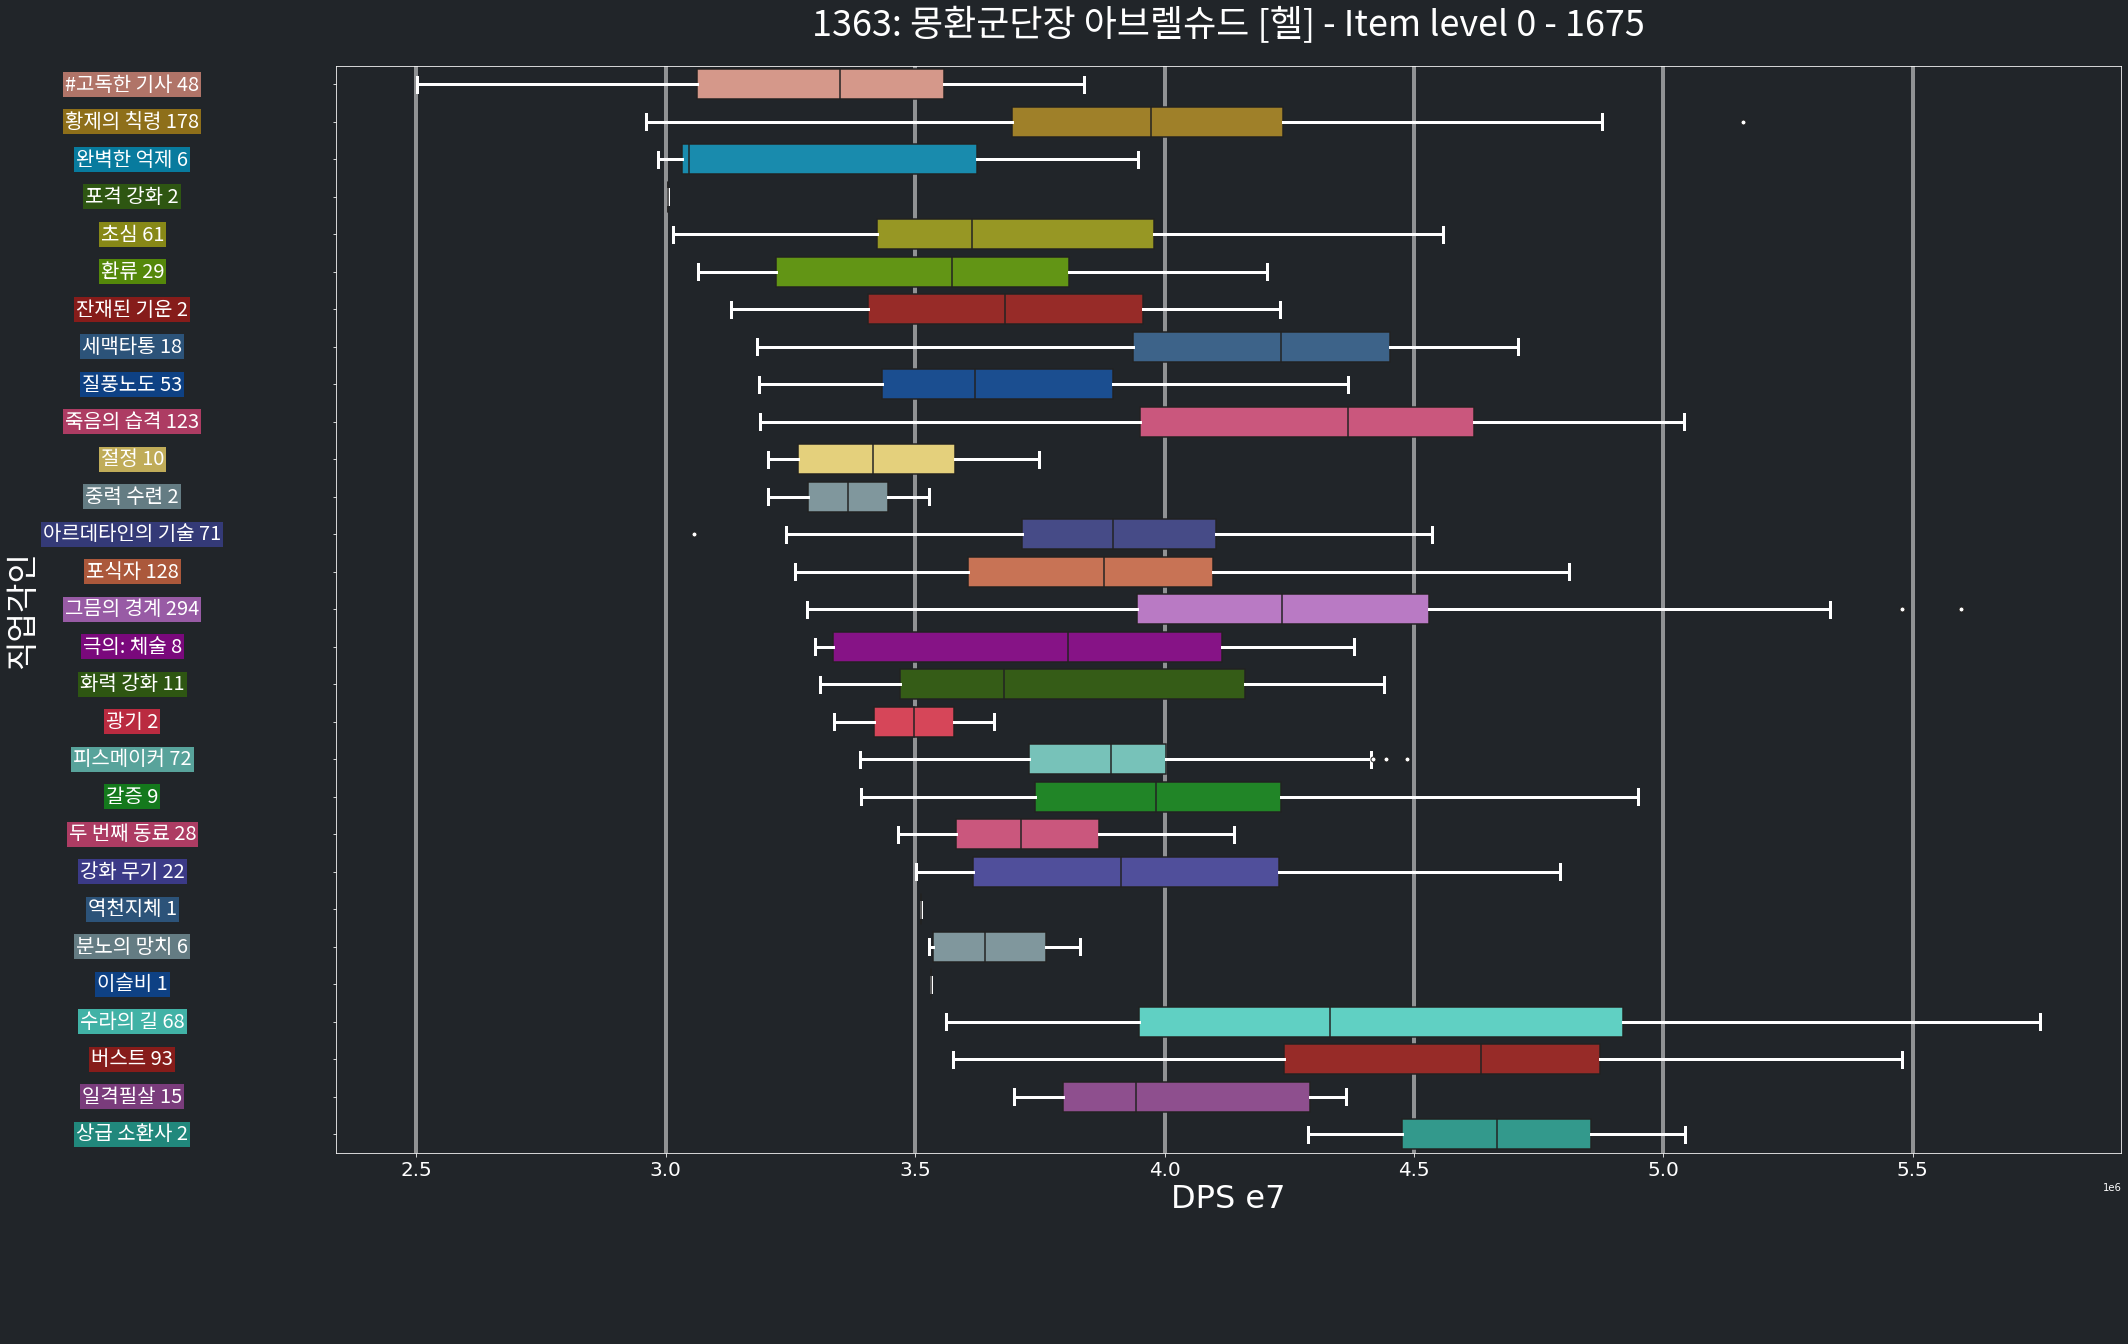 1363: 몽환군단장 아브렐슈드 [헬] - Item level 0 - 1675
#고독한 기사 48
황제의 칙령 178
완벽한 억제 6
포격 강화 2
초심 61
환류 29
잔재된 기운 2
세맥타통 18
질풍노도 53
죽음의 습격 123
절정 10
중력 수련 2
아르데타인의 기술 71
포식자 128
그믐의 경계 294
극의: 체술 8
화력 강화 11
광기 2
피스메이커 72
갈증 9
두 번째 동료 28
강화 무기 22
역천지체 1
분노의 망치 6
이슬비 1
수라의 길 68
버스트 93
일격필살 15
상급 소환사 2
직업각인
2.5 3.0 3.5 4.0 4.5 5.0 5.5
1e6
DPS e7